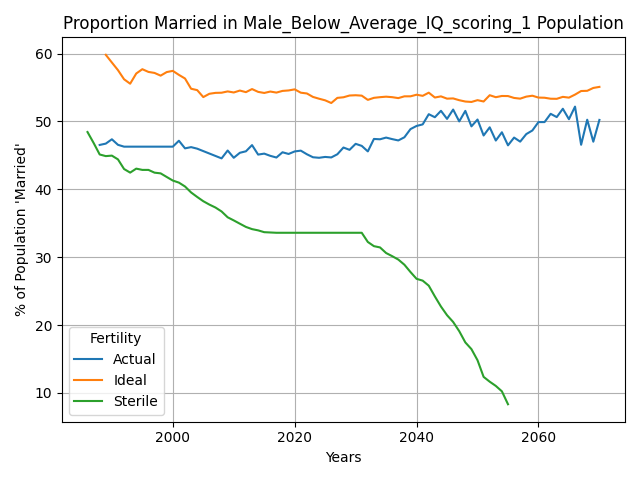 Proportion Married in Male_Below_Average_IQ_scoring_1 Population
% of Population 'Married'
60
50
40
30
20
10
Fertility
Actual
Ideal
Sterile
2000
2020
2040
2060
Years